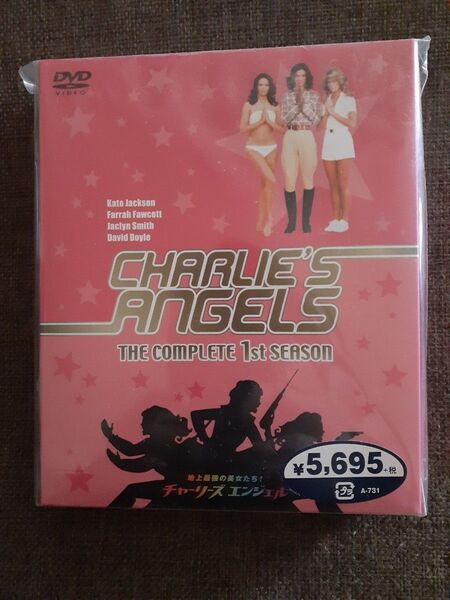 DVD
VIDEO
Kate Jackson
Farrah Fawcett
Jaclyn Smith
David Doyle
CHARLIE'S
ANGELS
THE COMPLETE 1st SEASON
地上最強の美女たち!
チャーリーズ エンジェル
¥5,695+税
プラ
A-731